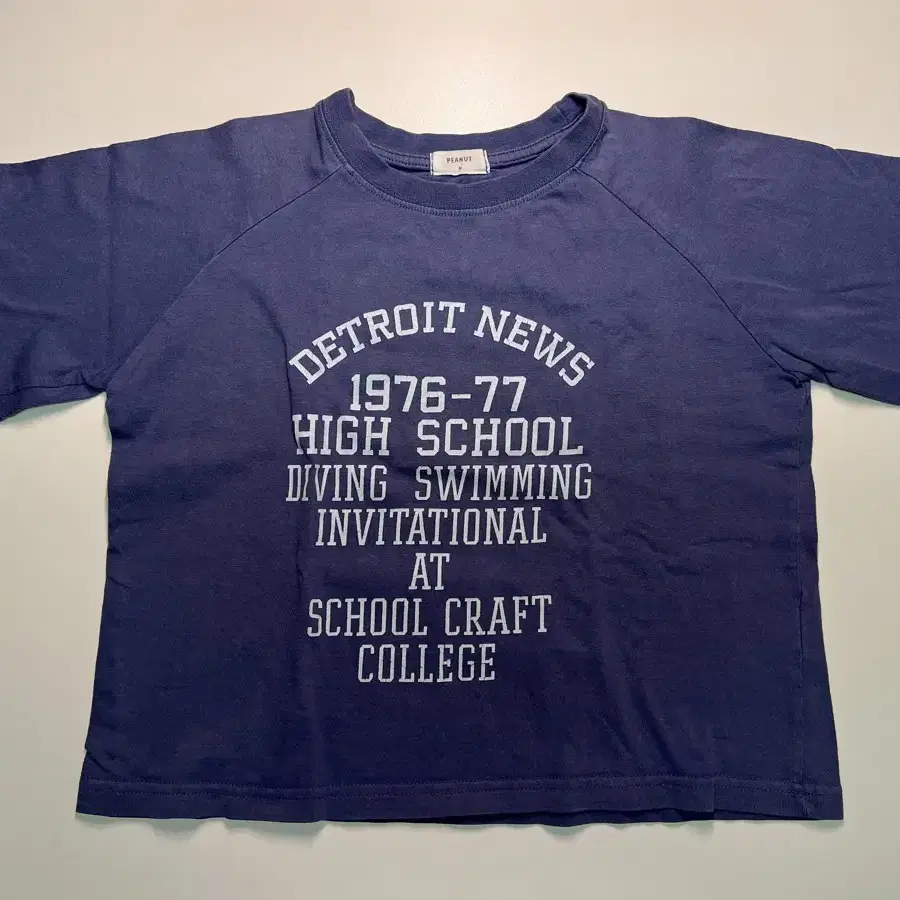 PEANUT
DETROIT NEWS
1976-77
HIGH SCHOOL
DIVING SWIMMING
INVITATIONAL
AT
SCHOOL CRAFT
COLLEGE